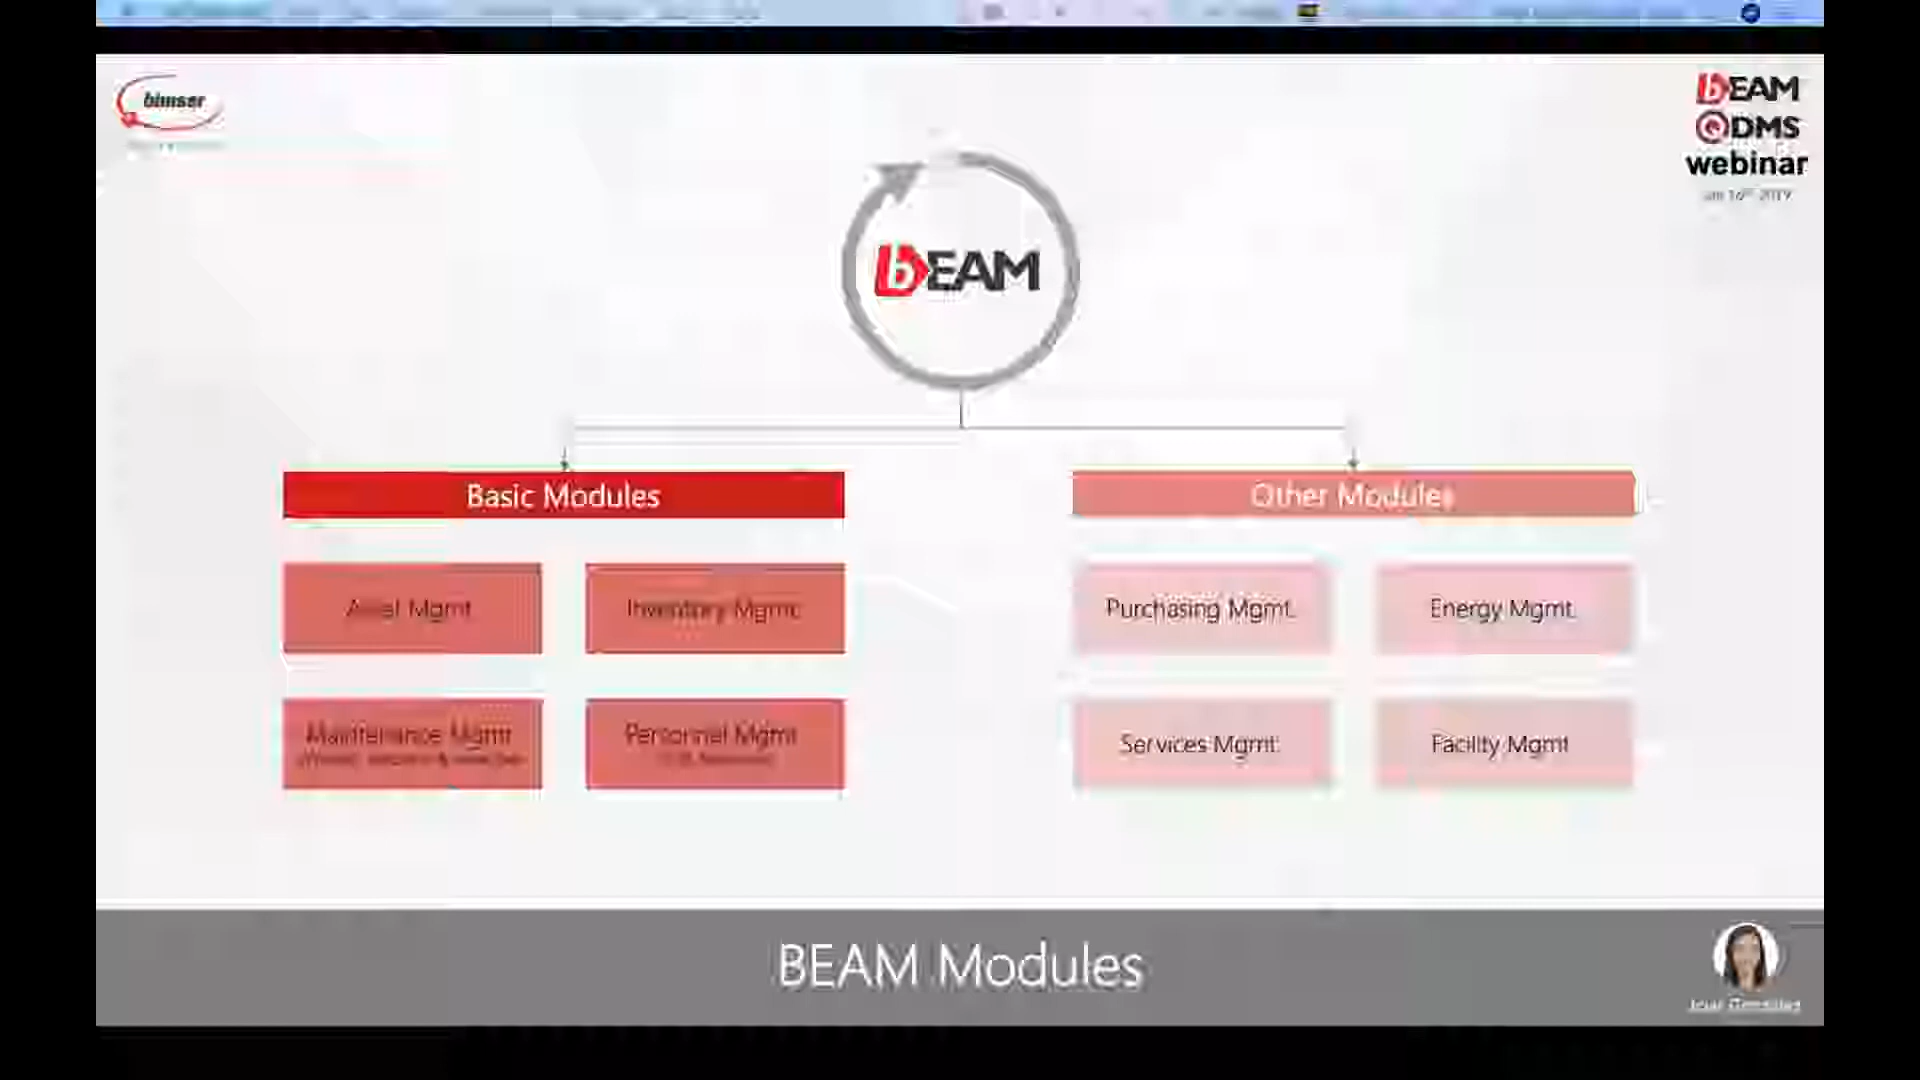 bimser
bEAM
QDMS
webinar
bEAM
Basic Modules
Other Modules
Asset Mgmt.
Inventory Mgmt.
Purchasing Mgmt.
Energy Mgmt.
Maintenance Mgmt.
Personnel Mgmt.
Services Mgmt.
Facility Mgmt.
BEAM Modules